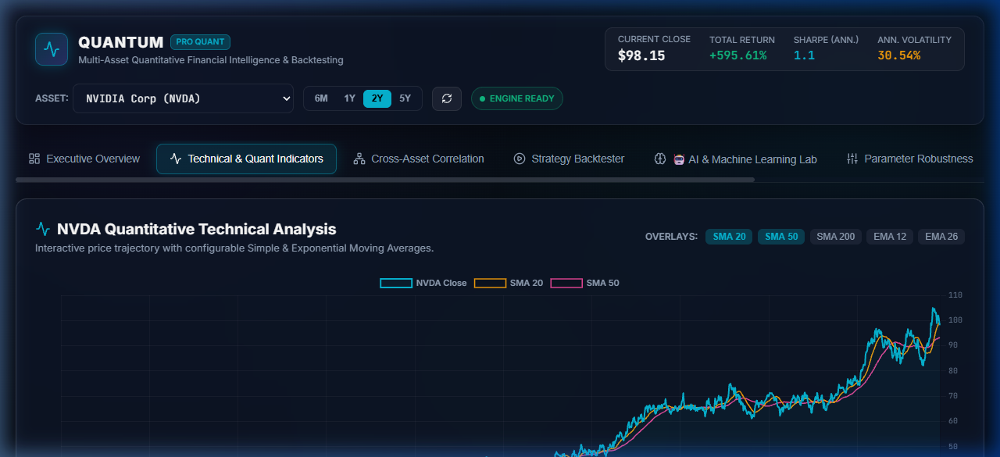 QUANTUM PRO QUANT
Multi-Asset Quantitative Financial Intelligence & Backtesting
CURRENT CLOSE TOTAL RETURN SHARPE (ANN.) ANN. VOLATILITY
$98.15 +595.61% 1.1 30.54%
ASSET: NVIDIA Corp (NVDA) 6M 1Y 2Y 5Y ENGINE READY
Executive Overview Technical & Quant Indicators Cross-Asset Correlation Strategy Backtester AI & Machine Learning Lab Parameter Robustness
NVDA Quantitative Technical Analysis
Interactive price trajectory with configurable Simple & Exponential Moving Averages.
OVERLAYS: SMA 20 SMA 50 SMA 200 EMA 12 EMA 26
NVDA Close SMA 20 SMA 50
110
100
90
80
70
60
50